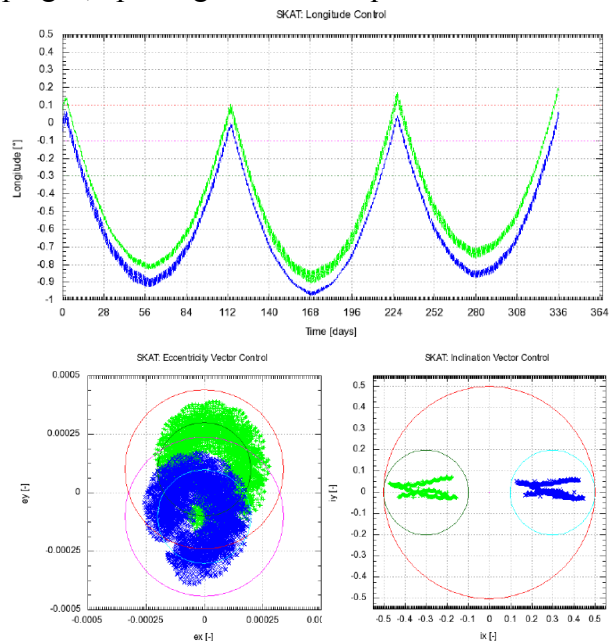 SKAT: Longitude Control
0.5
0.4
0.3
0.2
0.1
0
-0.1
-0.2
-0.3
-0.4
-0.5
-0.6
-0.7
-0.8
-0.9
-1
Longitude [°]
0 28 56 84 112 140 168 196 224 252 280 308 336 364
Time [days]
SKAT: Eccentricity Vector Control
0.0005
0.00025
0
-0.00025
-0.0005
ey [-]
-0.0005 -0.00025 0 0.00025
ex [-]
SKAT: Inclination Vector Control
0.5
0.4
0.3
0.2
0.1
0
-0.1
-0.2
-0.3
-0.4
-0.5
iy [-]
-0.5 -0.4 -0.3 -0.2 -0.1 0 0.1 0.2 0.3 0.4 0.5
ix [-]